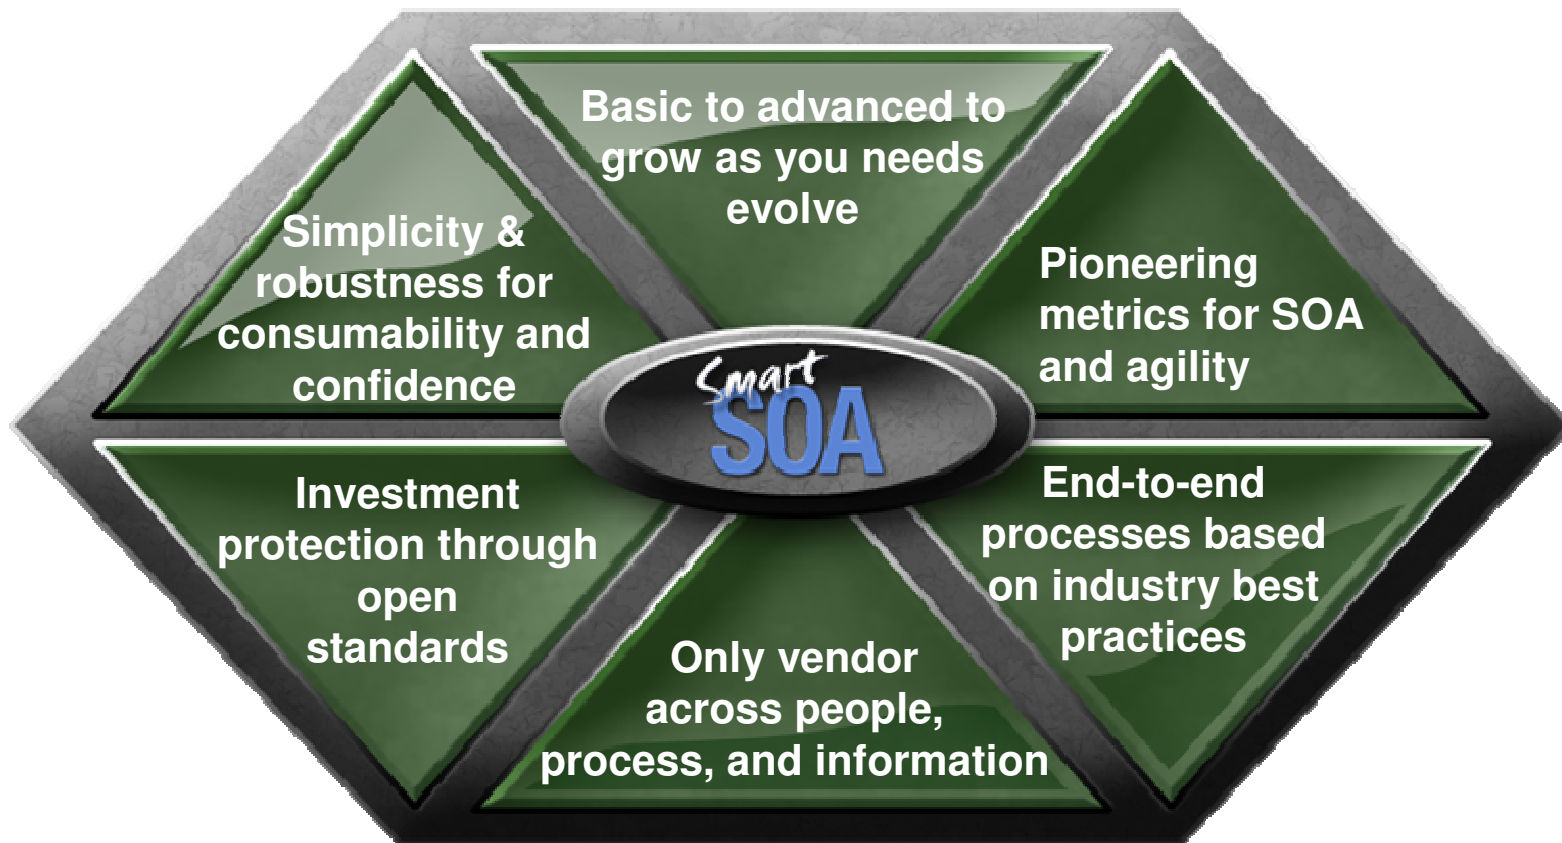 Basic to advanced to
grow as you needs
evolve
Simplicity &
robustness for
consumability and
confidence
Pioneering
metrics for SOA
and agility
Smart
SOA
Investment
protection through
open
standards
End-to-end
processes based
on industry best
practices
Only vendor
across people,
process, and information